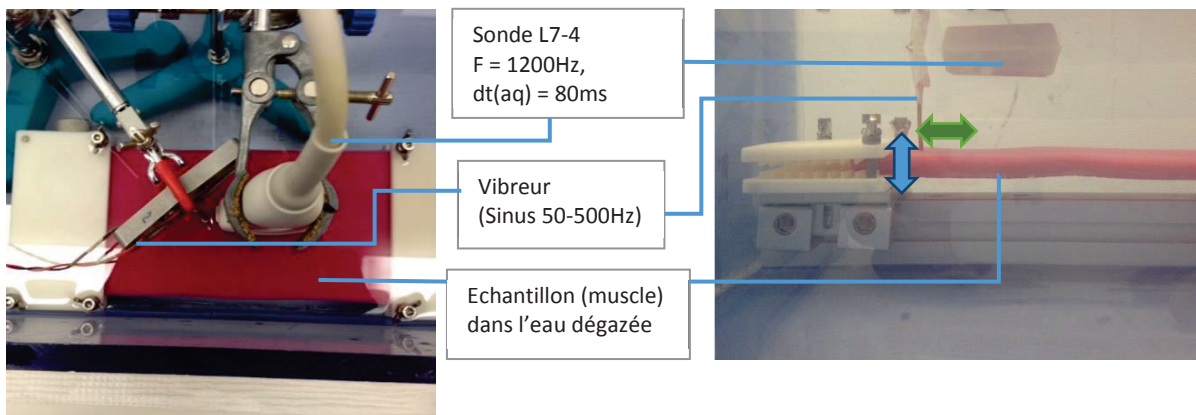 Sonde L7-4
F = 1200Hz,
dt(aq) = 80ms
Vibreur
(Sinus 50-500Hz)
Echantillon (muscle)
dans l’eau dégazée